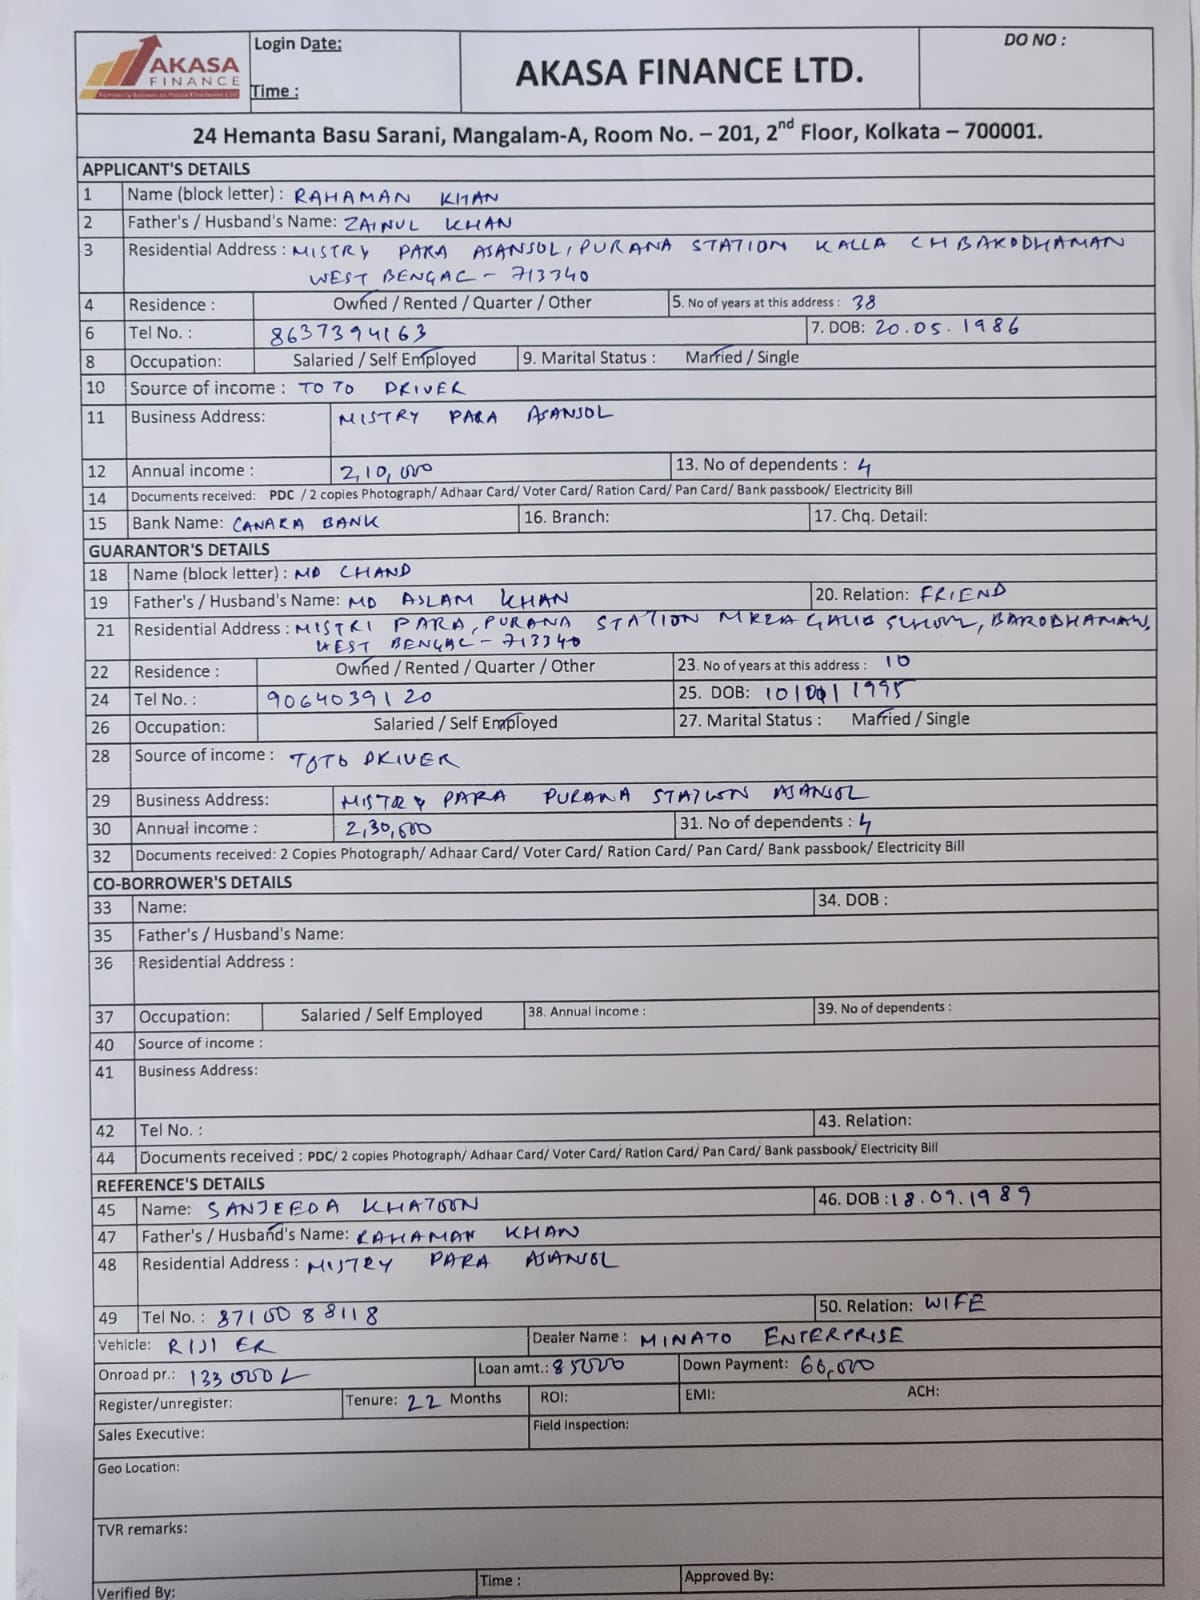 AKASA
FINANCE
Login Date:
Time :
AKASA FINANCE LTD.
DO NO :
24 Hemanta Basu Sarani, Mangalam-A, Room No. – 201, 2nd Floor, Kolkata – 700001.
APPLICANT'S DETAILS
1 Name (block letter) : RAHAMAN KHAN
2 Father's / Husband's Name: ZAINUL KHAN
3 Residential Address : MISTRY PARA ASANSOL, PURANA STATION KALLA CH BARODHAMAN
WEST BENGAL - 713340
4 Residence : Owned / Rented / Quarter / Other 5. No of years at this address : 38
6 Tel No. : 8637394163 7. DOB: 20.05.1986
8 Occupation: Salaried / Self Employed 9. Marital Status : Married / Single
10 Source of income : TOTO DRIVER
11 Business Address: MISTRY PARA ASANSOL
12 Annual income : 2,10,000 13. No of dependents : 4
14 Documents received: PDC / 2 copies Photograph/ Adhaar Card/ Voter Card/ Ration Card/ Pan Card/ Bank passbook/ Electricity Bill
15 Bank Name: CANARA BANK 16. Branch: 17. Chq. Detail:
GUARANTOR'S DETAILS
18 Name (block letter) : MD CHAND
19 Father's / Husband's Name: MD ASLAM KHAN 20. Relation: FRIEND
21 Residential Address : MISTRI PARA, PURANA STATION MRZA GALIB SCHOOL, BARODHAMAN,
WEST BENGAL - 713340
22 Residence : Owned / Rented / Quarter / Other 23. No of years at this address : 10
24 Tel No. : 9064039120 25. DOB: 10/01/1995
26 Occupation: Salaried / Self Employed 27. Marital Status : Married / Single
28 Source of income : TOTO DRIVER
29 Business Address: MISTRY PARA PURANA STATION ASANSOL
30 Annual income : 2,30,000 31. No of dependents : 4
32 Documents received: 2 Copies Photograph/ Adhaar Card/ Voter Card/ Ration Card/ Pan Card/ Bank passbook/ Electricity Bill
CO-BORROWER'S DETAILS
33 Name: 34. DOB :
35 Father's / Husband's Name:
36 Residential Address :
37 Occupation: Salaried / Self Employed 38. Annual income : 39. No of dependents :
40 Source of income :
41 Business Address:
42 Tel No. : 43. Relation:
44 Documents received : PDC/ 2 copies Photograph/ Adhaar Card/ Voter Card/ Ration Card/ Pan Card/ Bank passbook/ Electricity Bill
REFERENCE'S DETAILS
45 Name: SANJEEDA KHATOON 46. DOB : 18.09.1989
47 Father's / Husband's Name: RAHAMAN KHAN
48 Residential Address : MISTRY PARA ASANSOL
49 Tel No. : 8710088118 50. Relation: WIFE
Vehicle: RIJI ER Dealer Name : MINATO ENTERPRISE
Onroad pr.: 133000 Loan amt.: 85000 Down Payment: 60,000
Register/unregister: Tenure: 22 Months ROI: EMI: ACH:
Sales Executive: Field Inspection:
Geo Location:
TVR remarks:
Verified By: Time : Approved By: